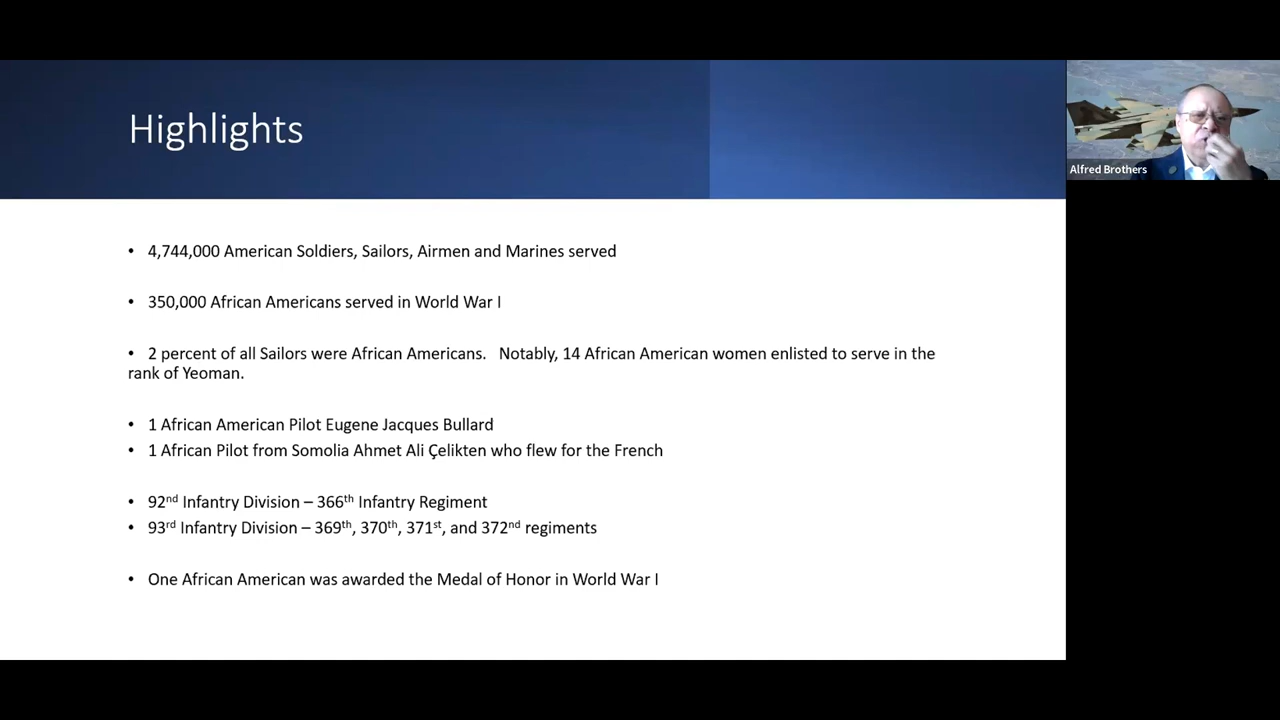 Highlights
• 4,744,000 American Soldiers, Sailors, Airmen and Marines served
• 350,000 African Americans served in World War I
• 2 percent of all Sailors were African Americans.   Notably, 14 African American women enlisted to serve in the
rank of Yeoman.
• 1 African American Pilot Eugene Jacques Bullard
• 1 African Pilot from Somolia Ahmet Ali Çelikten who flew for the French
• 92nd Infantry Division – 366th Infantry Regiment
• 93rd Infantry Division – 369th, 370th, 371st, and 372nd regiments
• One African American was awarded the Medal of Honor in World War I
Alfred Brothers